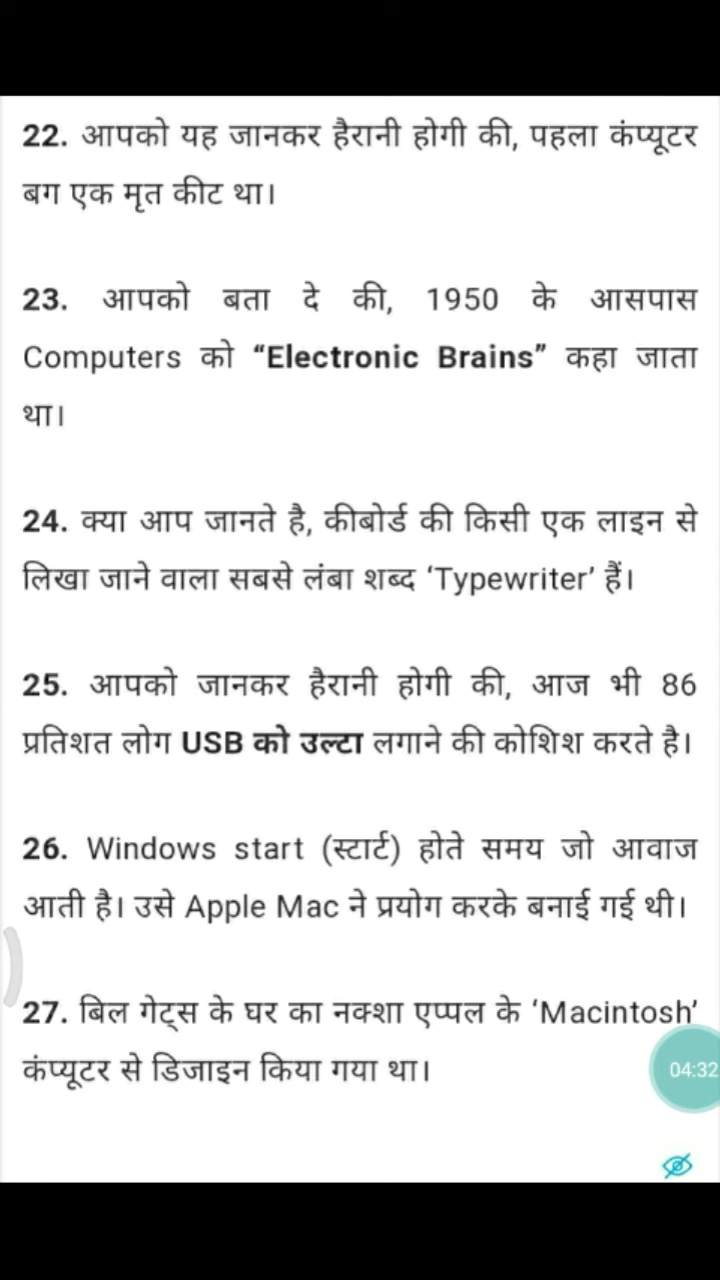 22. आपको यह जानकर हैरानी होगी की, पहला कंप्यूटर
बग एक मृत कीट था।
23. आपको बता दे की, 1950 के आसपास
Computers को “Electronic Brains” कहा जाता
था।
24. क्या आप जानते है, कीबोर्ड की किसी एक लाइन से
लिखा जाने वाला सबसे लंबा शब्द ‘Typewriter’ हैं।
25. आपको जानकर हैरानी होगी की, आज भी 86
प्रतिशत लोग USB को उल्टा लगाने की कोशिश करते है।
26. Windows start (स्टार्ट) होते समय जो आवाज
आती है। उसे Apple Mac ने प्रयोग करके बनाई गई थी।
27. बिल गेट्स के घर का नक्शा एप्पल के ‘Macintosh’
कंप्यूटर से डिजाइन किया गया था।
04:32